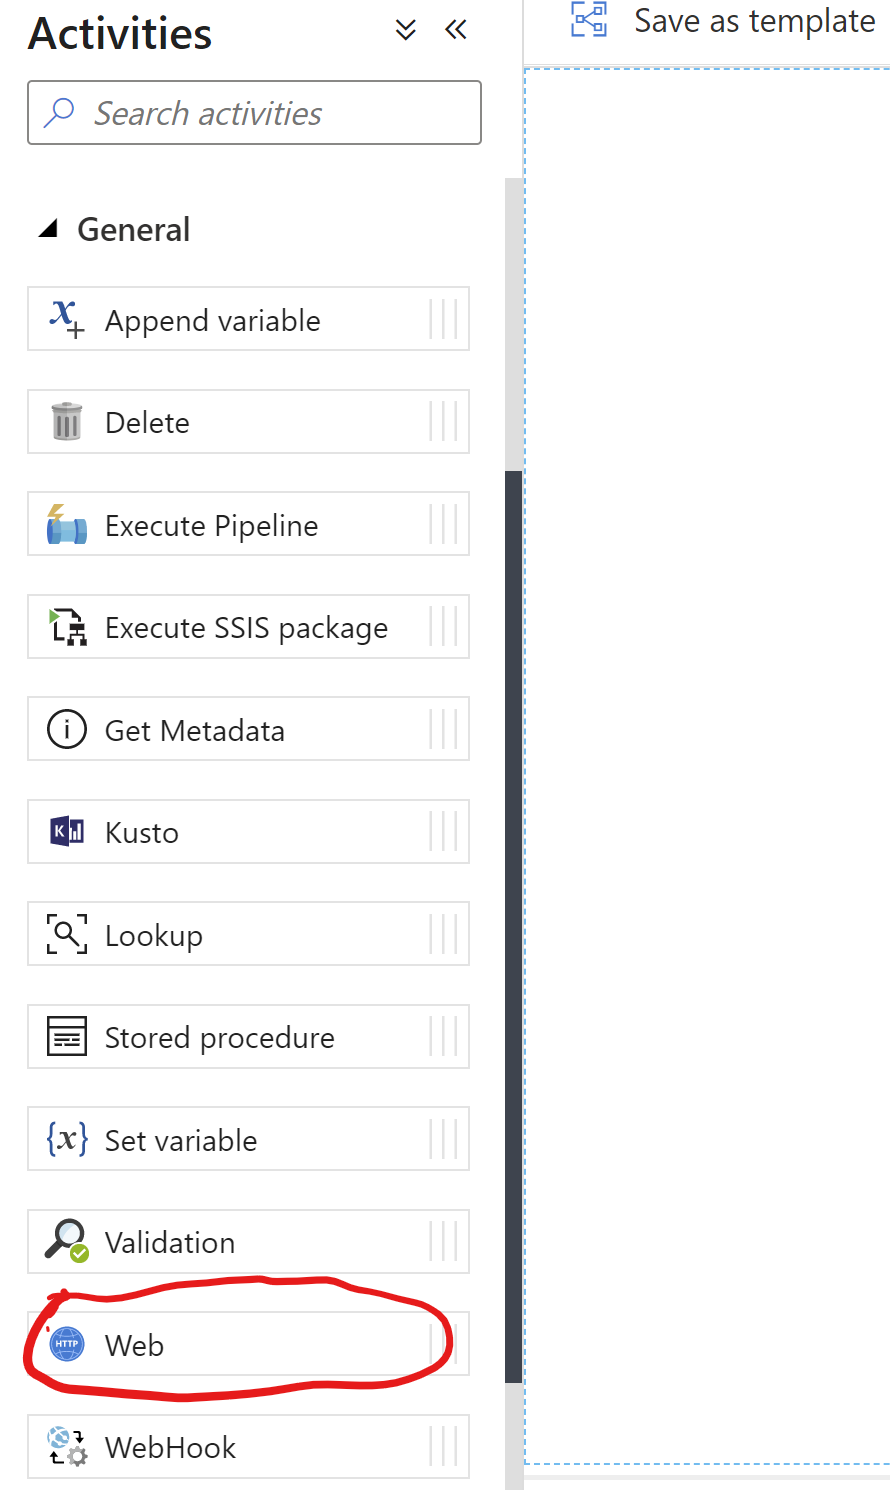 Activities
Save as template
Search activities
General
Append variable
Delete
Execute Pipeline
Execute SSIS package
Get Metadata
K
Kusto
Lookup
Stored procedure
{x} Set variable
Validation
HTTP
Web
WebHook